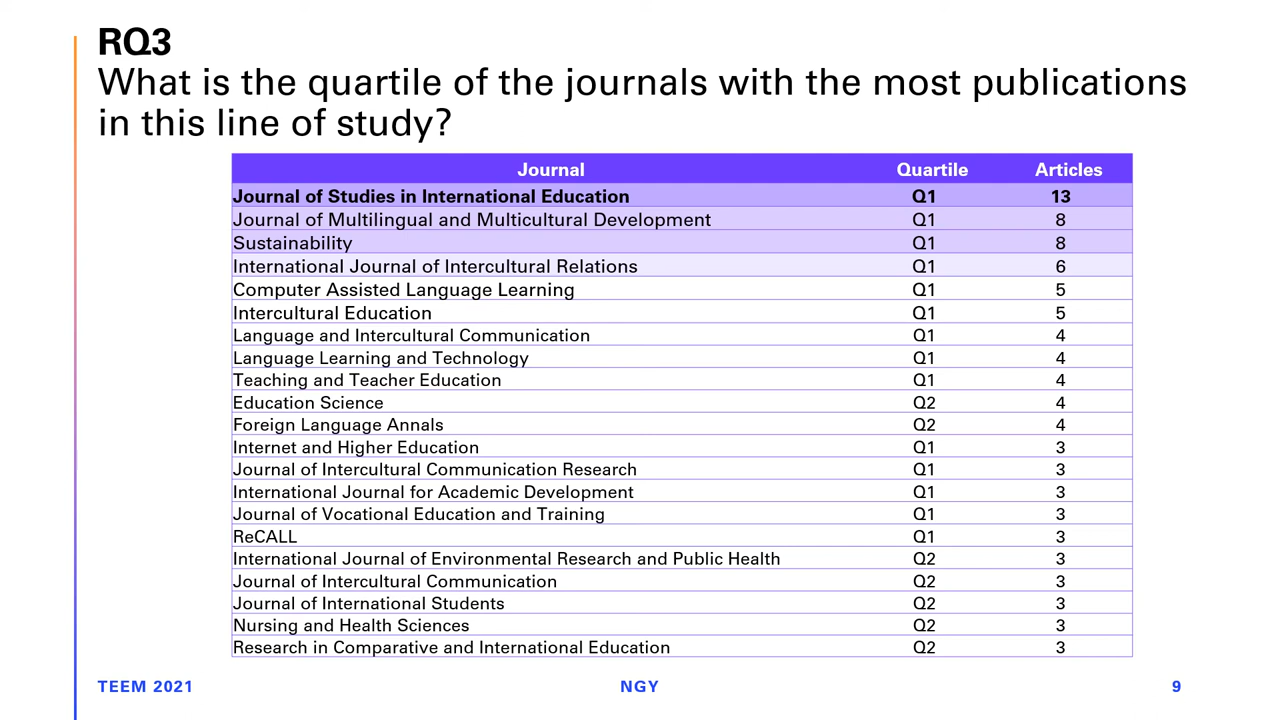 RQ3
What is the quartile of the journals with the most publications
in this line of study?
Journal Quartile Articles
Journal of Studies in International Education Q1 13
Journal of Multilingual and Multicultural Development Q1 8
Sustainability Q1 8
International Journal of Intercultural Relations Q1 6
Computer Assisted Language Learning Q1 5
Intercultural Education Q1 5
Language and Intercultural Communication Q1 4
Language Learning and Technology Q1 4
Teaching and Teacher Education Q1 4
Education Science Q2 4
Foreign Language Annals Q2 4
Internet and Higher Education Q1 3
Journal of Intercultural Communication Research Q1 3
International Journal for Academic Development Q1 3
Journal of Vocational Education and Training Q1 3
ReCALL Q1 3
International Journal of Environmental Research and Public Health Q2 3
Journal of Intercultural Communication Q2 3
Journal of International Students Q2 3
Nursing and Health Sciences Q2 3
Research in Comparative and International Education Q2 3
TEEM 2021 NGY 9